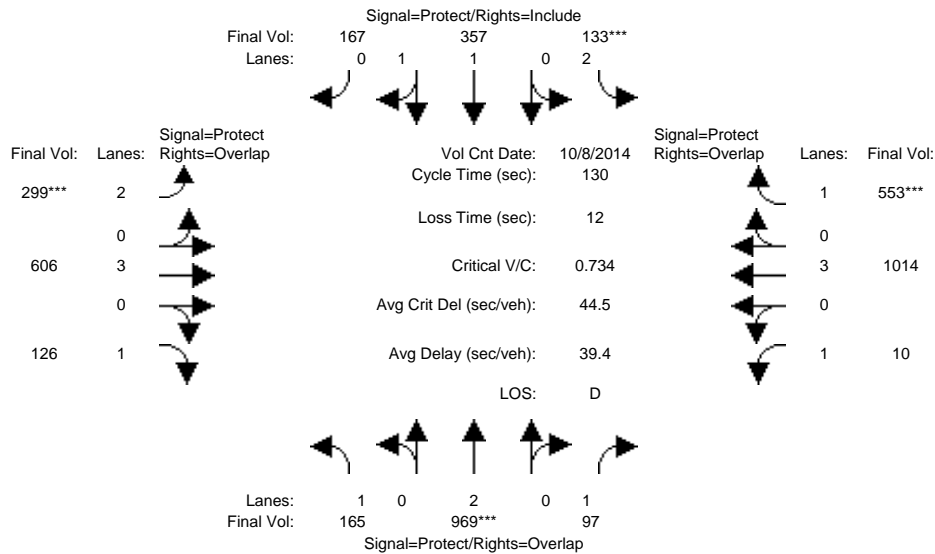 Signal=Protect/Rights=Include
Final Vol: 167 357 133***
Lanes: 0 1 1 0 2
Signal=Protect Signal=Protect
Final Vol: Lanes: Rights=Overlap Vol Cnt Date: 10/8/2014 Rights=Overlap Lanes: Final Vol:
Cycle Time (sec): 130
299*** 2 1 553***
Loss Time (sec): 12
0 0
606 3 Critical V/C: 0.734 3 1014
0 Avg Crit Del (sec/veh): 44.5 0
126 1 Avg Delay (sec/veh): 39.4 1 10
LOS: D
Lanes: 1 0 2 0 1
Final Vol: 165 969*** 97
Signal=Protect/Rights=Overlap